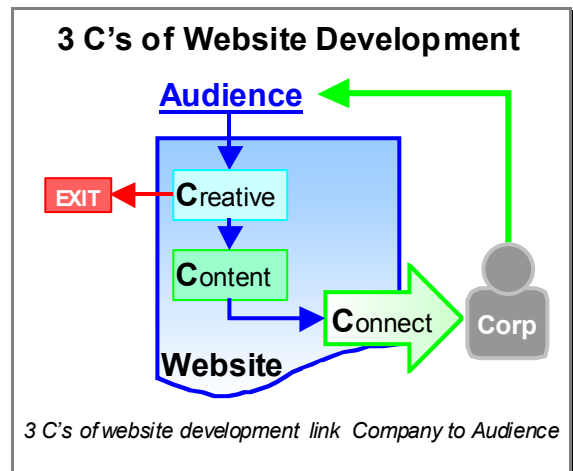 3 C's of Website Development
Audience
EXIT
Creative
Content
Connect
Corp
Website
3 C's of website development link Company to Audience